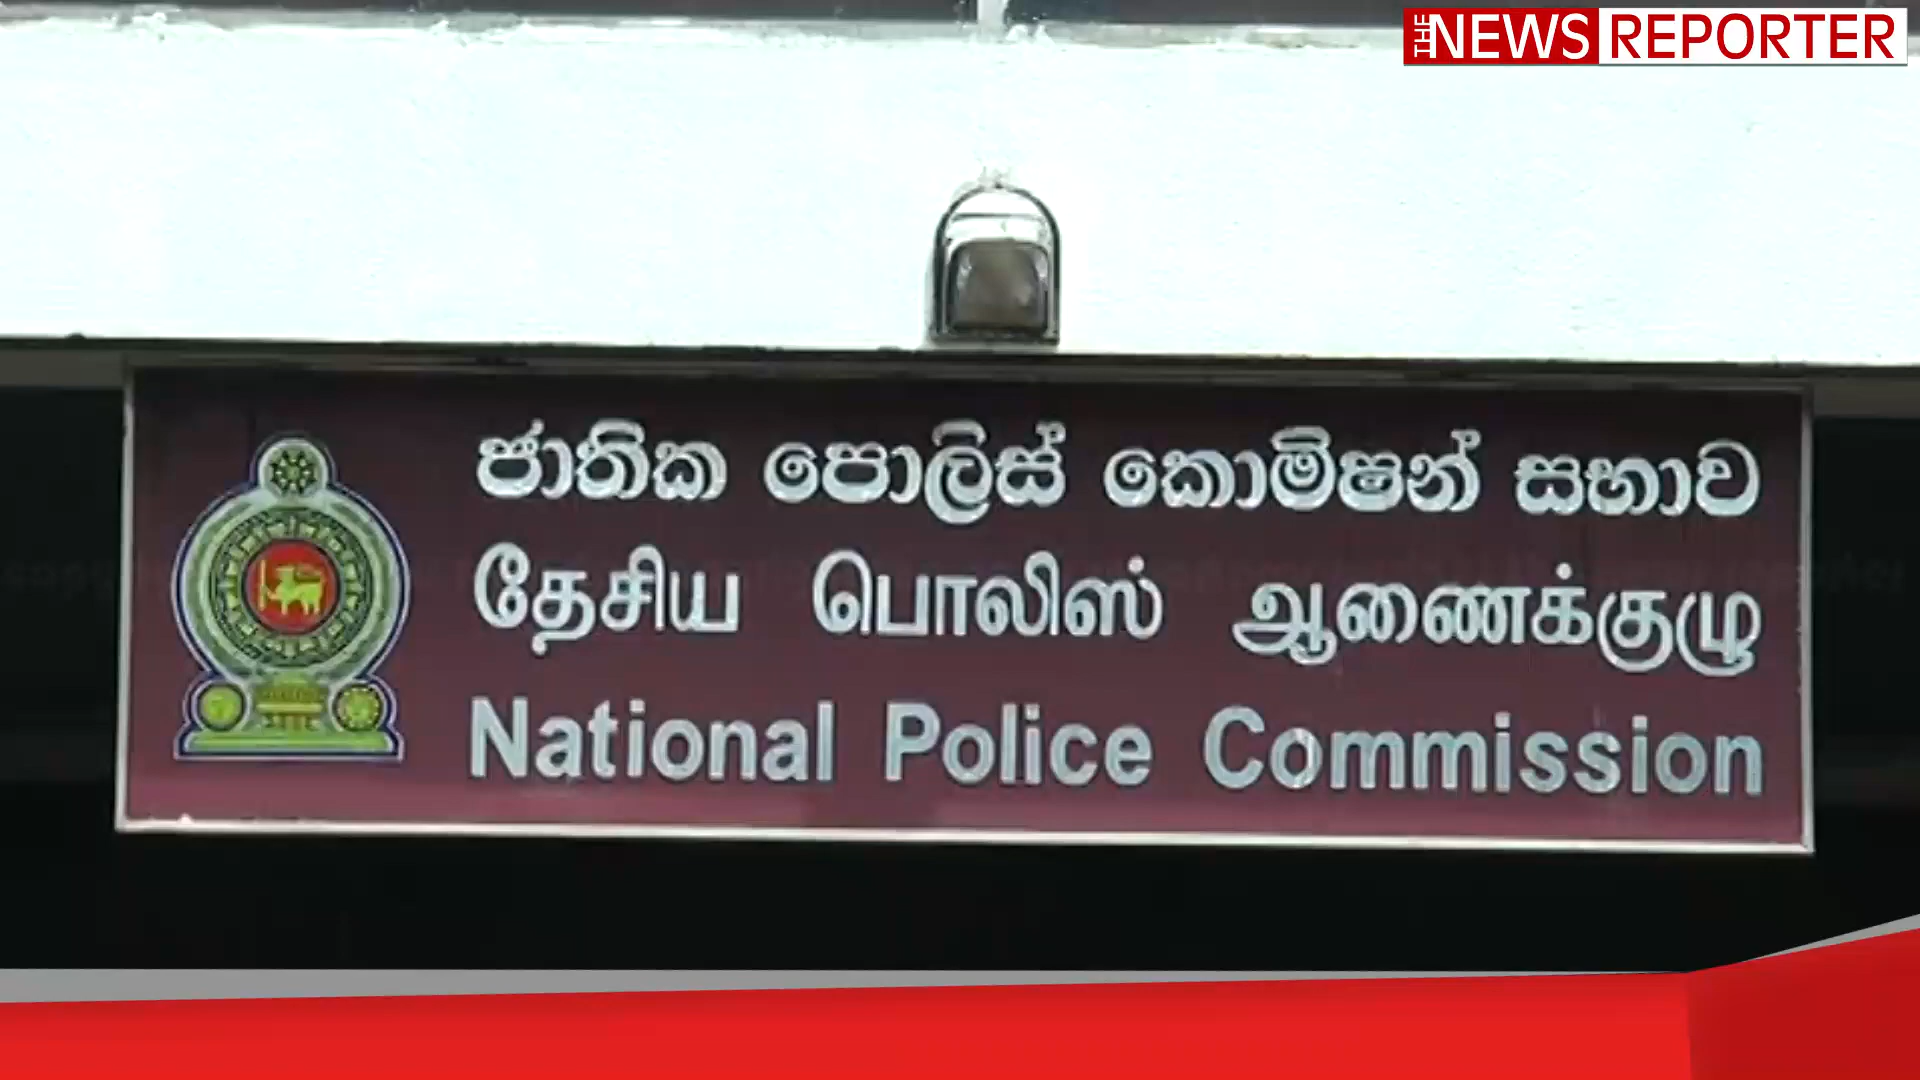 THE NEWS REPORTER
ජාතික පොලිස් කොමිෂන් සභාව
தேசிய பொலிஸ் ஆணைக்குழு
National Police Commission